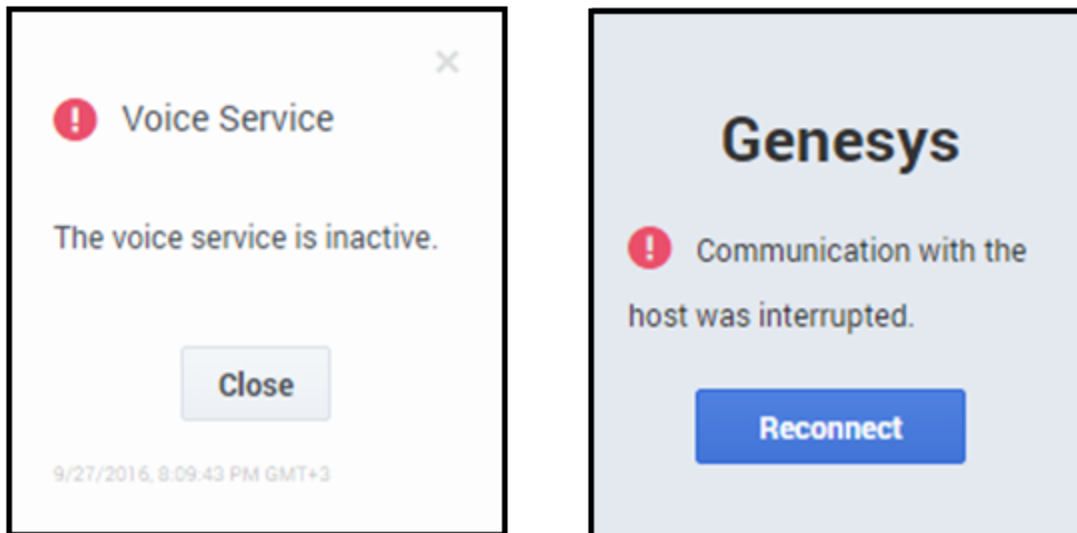 Voice Service
The voice service is inactive.
Close
9/27/2016, 8:09:43 PM GMT+3
Genesys
Communication with the
host was interrupted.
Reconnect